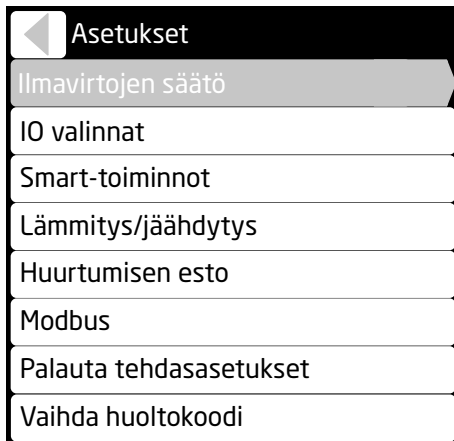 Asetukset
Ilmavirtojen säätö
IO valinnat
Smart-toiminnot
Lämmitys/jäähdytys
Huurtumisen esto
Modbus
Palauta tehdasasetukset
Vaihda huoltokoodi